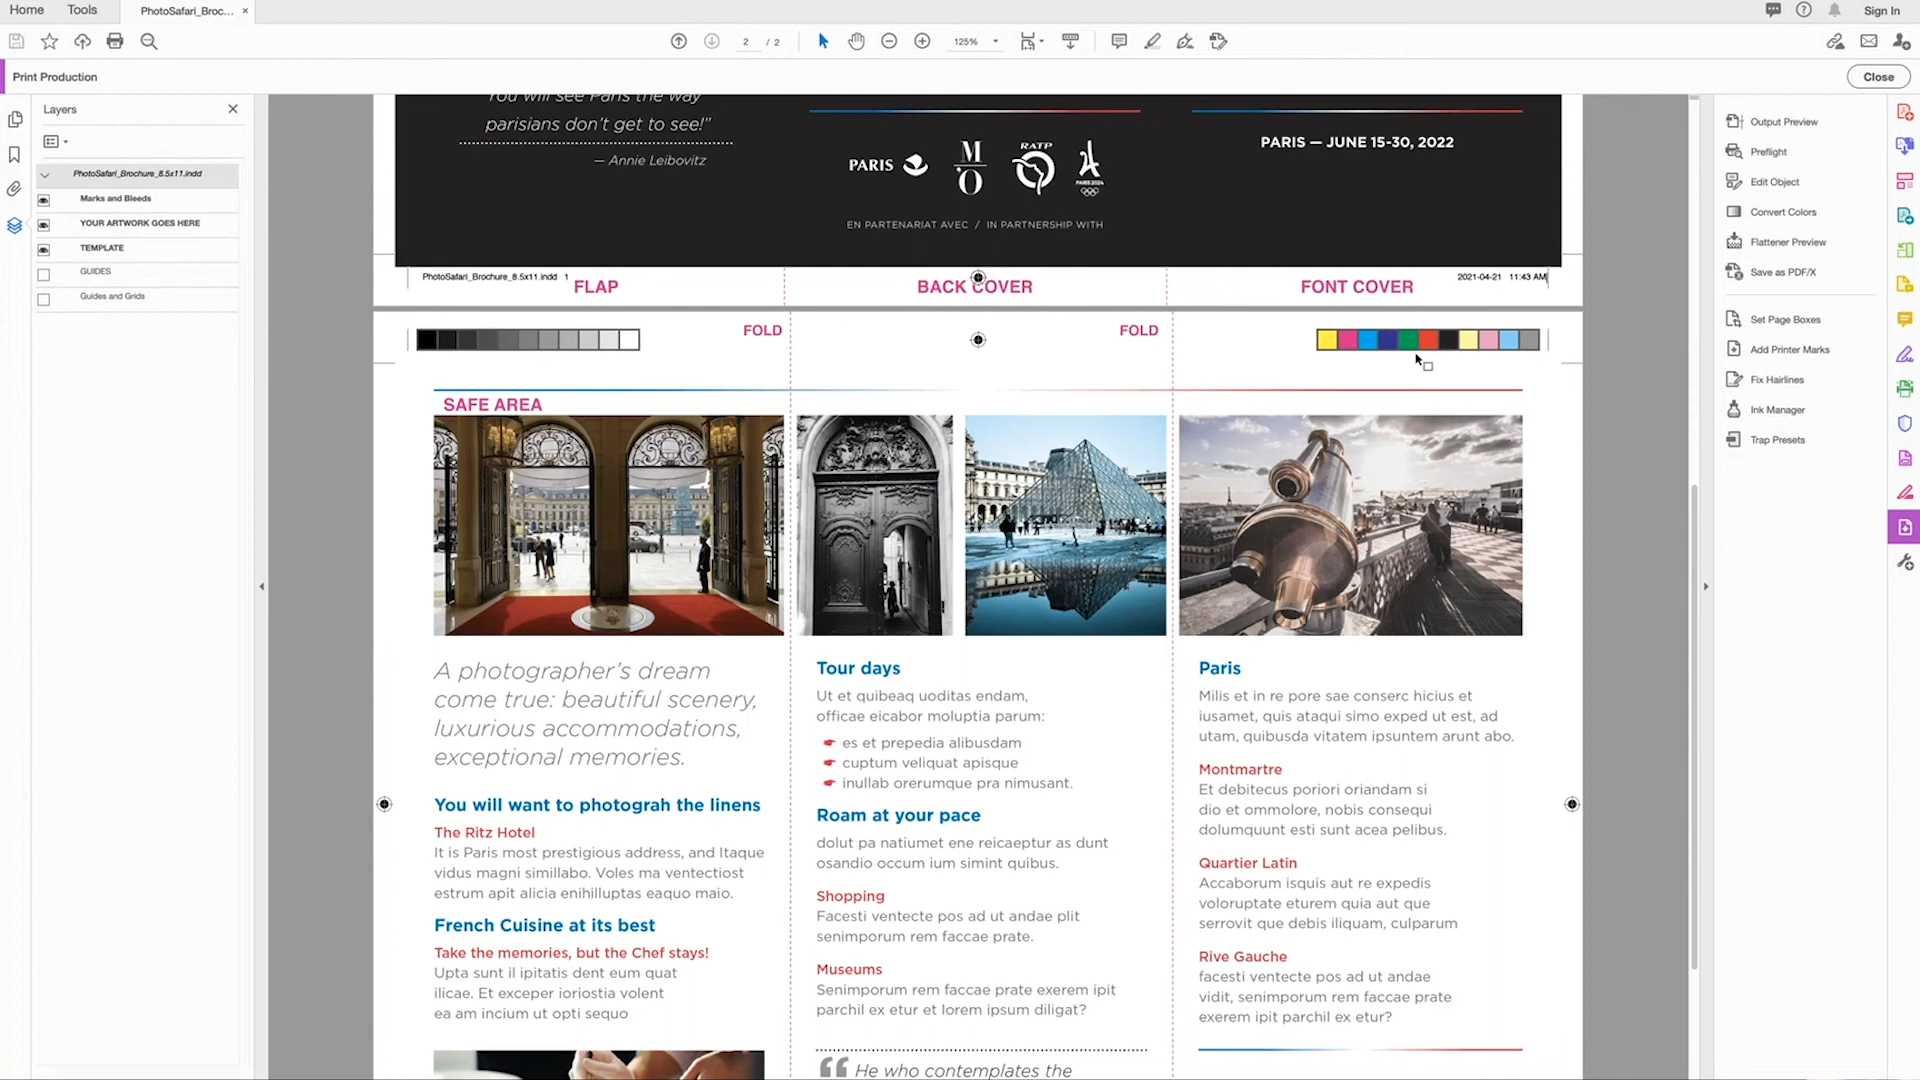 Home
Tools
PhotoSafari_Broc...
Sign In
2
/ 2
125%
Print Production
Close
Layers
PhotoSafari_Brochure_8.5x11.indd
Marks and Bleeds
YOUR ARTWORK GOES HERE
TEMPLATE
GUIDES
Guides and Grids
You will see Paris the way
parisians don't get to see!”
— Annie Leibovitz
PARIS
M
O
RATP
PARIS 2024
EN PARTENARIAT AVEC / IN PARTNERSHIP WITH
PARIS — JUNE 15-30, 2022
PhotoSafari_Brochure_8.5x11.indd 1
2021-04-21 11:43 AM
FLAP
BACK COVER
FONT COVER
FOLD
FOLD
SAFE AREA
A photographer's dream
come true: beautiful scenery,
luxurious accommodations,
exceptional memories.
You will want to photograh the linens
The Ritz Hotel
It is Paris most prestigious address, and Itaque
vidus magni simillabo. Voles ma ventectiost
estrum apit alicia enihilluptas eaquo maio.
French Cuisine at its best
Take the memories, but the Chef stays!
Upta sunt il ipitatis dent eum quat
ilicae. Et exceper ioriostia volent
ea am incium ut opti sequo
Tour days
Ut et quibeaq uoditas endam,
officae eicabor moluptia parum:
es et prepedia alibusdam
cuptum veliquat apisque
inullab orerumque pra nimusant.
Roam at your pace
dolut pa natiumet ene reicaeptur as dunt
osandio occum ium simint quibus.
Shopping
Facesti ventecte pos ad ut andae plit
senimporum rem faccae prate.
Museums
Senimporum rem faccae prate exerem ipit
parchil ex etur et lorem ipsum diligat?
“ He who contemplates the
Paris
Milis et in re pore sae conserc hicius et
iusamet, quis ataqui simo exped ut est, ad
utam, quibusda vitatem ipsuntem arunt abo.
Montmartre
Et debitecus poriori oriandam si
dio et ommolore, nobis consequi
dolumquunt esti sunt acea pelibus.
Quartier Latin
Accaborum isquis aut re expedis
voloruptate eturem quia aut que
serrovit que debis iliquam, culparum
Rive Gauche
facesti ventecte pos ad ut andae
vidit, senimporum rem faccae prate
exerem ipit parchil ex etur?
Output Preview
Preflight
Edit Object
Convert Colors
Flattener Preview
Save as PDF/X
Set Page Boxes
Add Printer Marks
Fix Hairlines
Ink Manager
Trap Presets